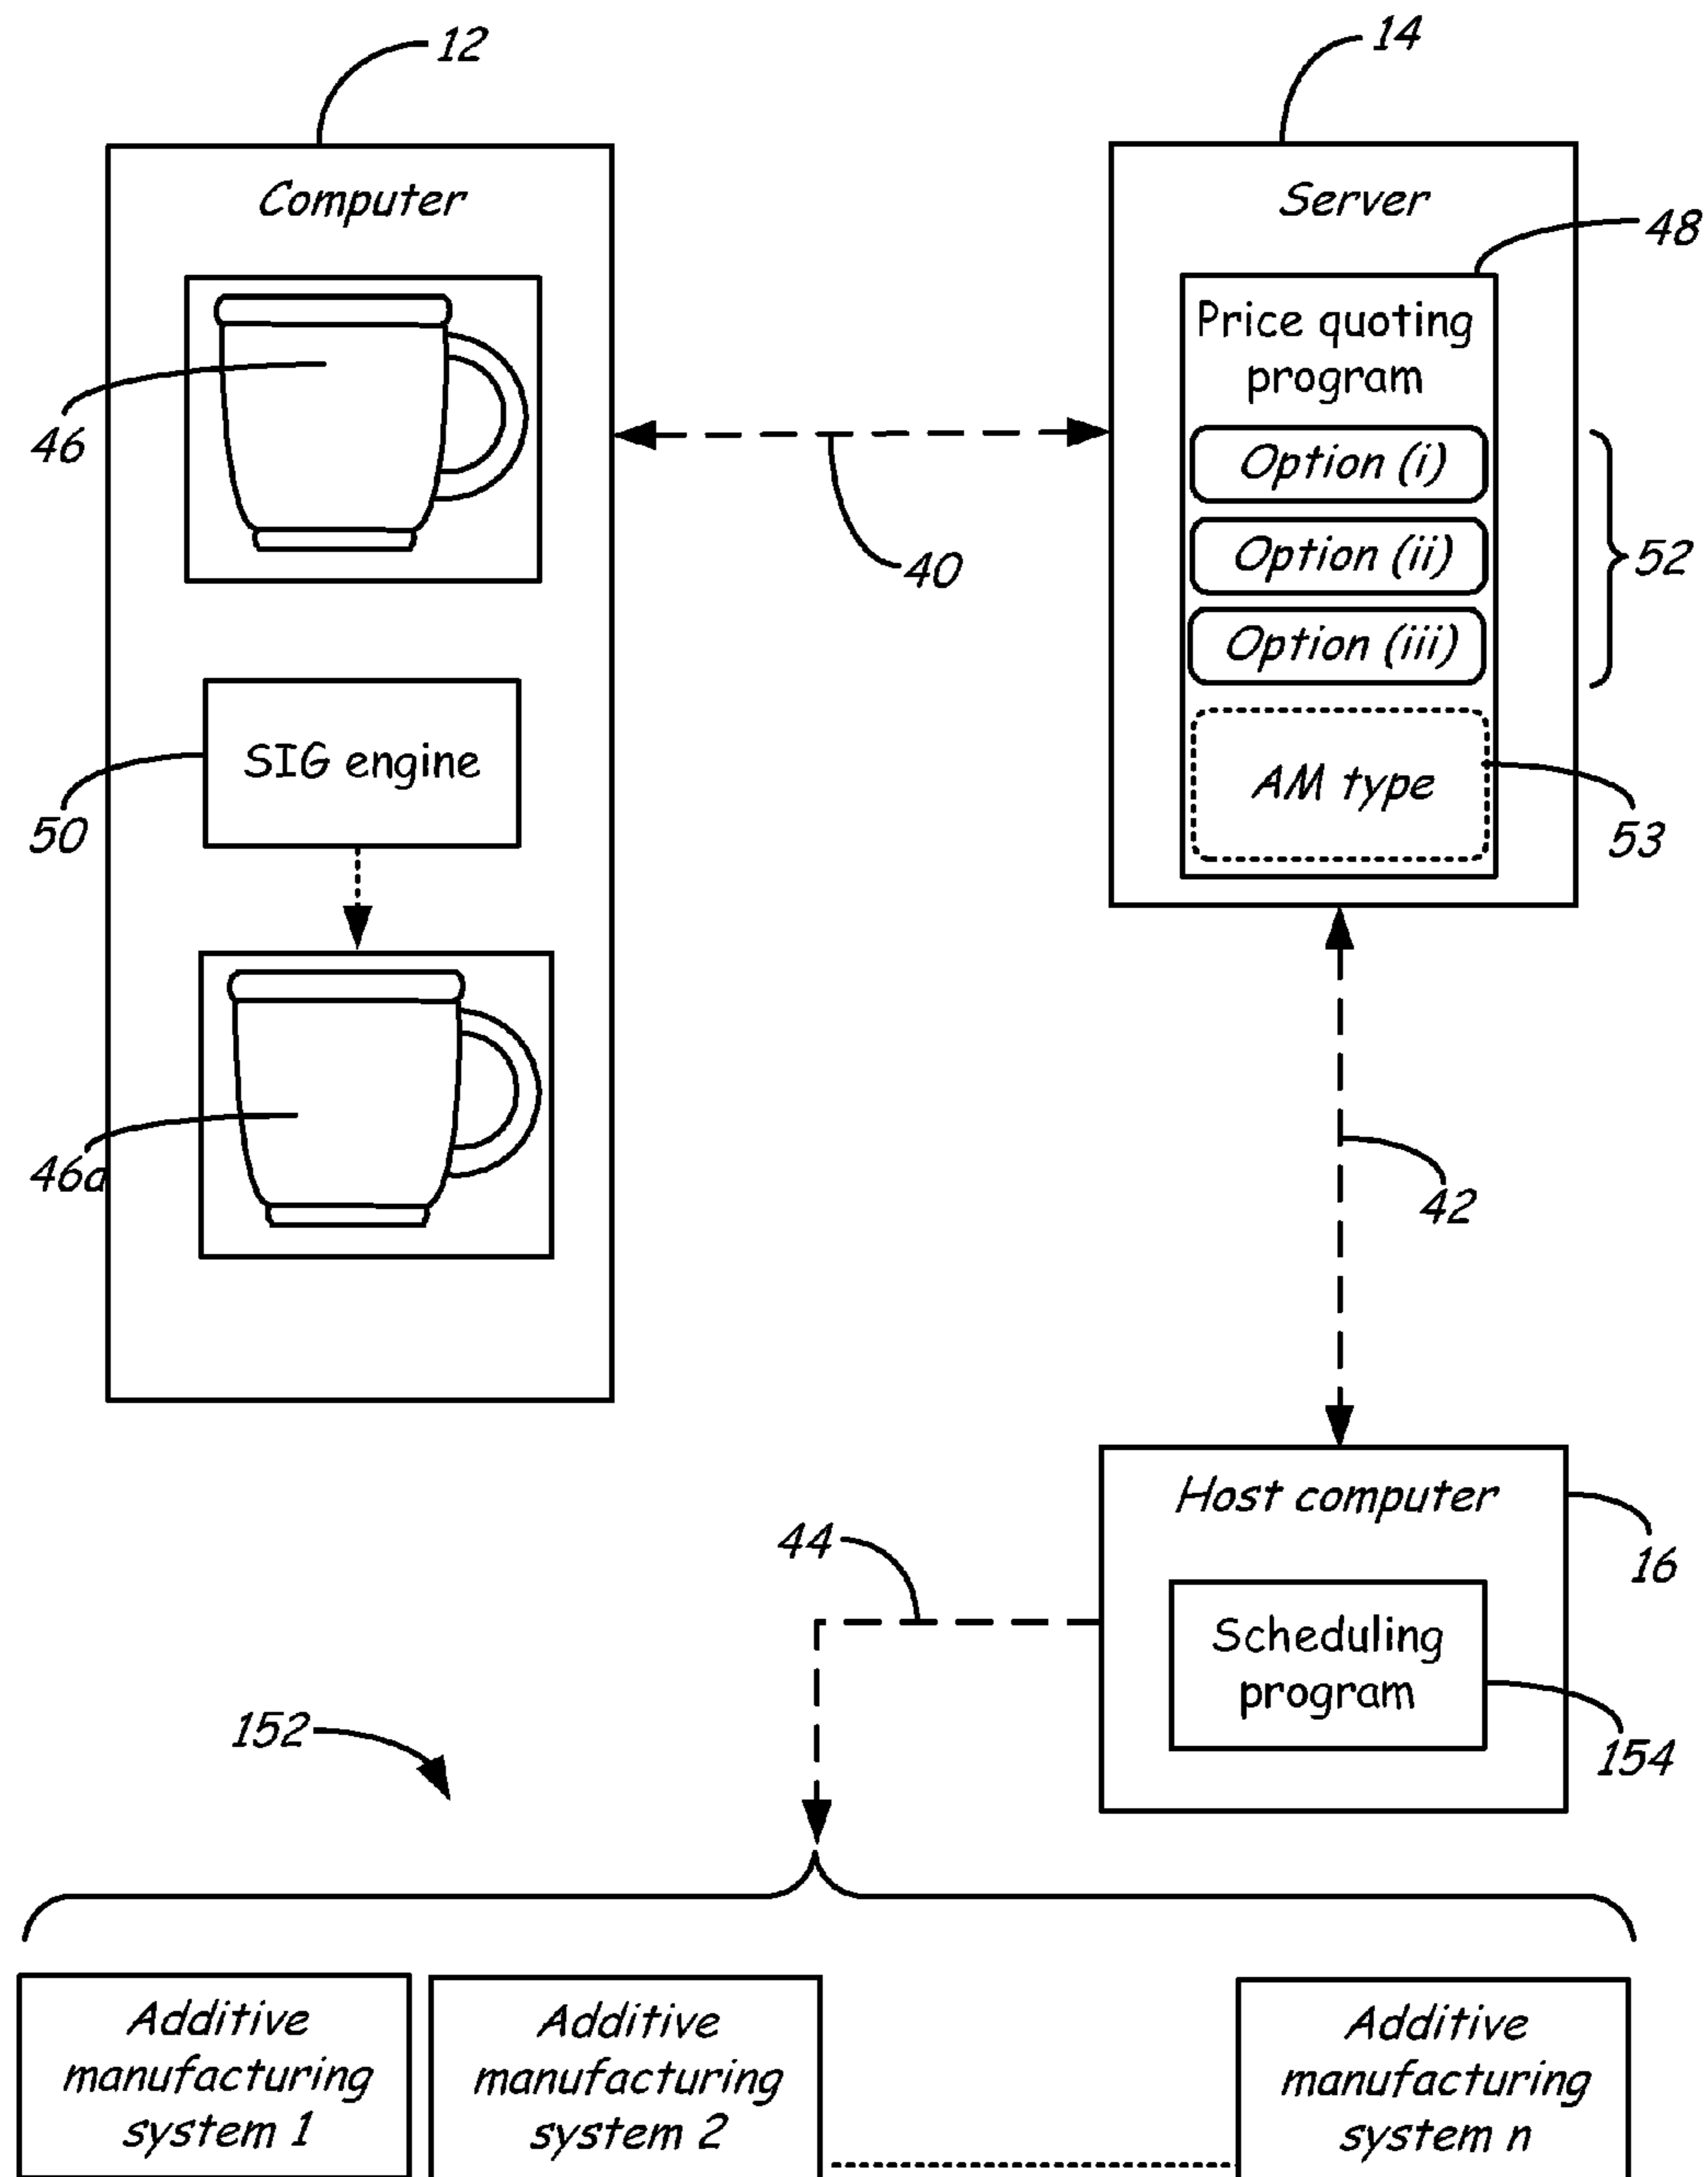 12
14
Computer
Server
48
Price quoting
program
46
Option (i)
40
Option (ii)
52
Option (iii)
SIG engine
AM type
50
53
46a
42
Host computer
44
16
Scheduling
program
152
154
Additive
manufacturing
system 1
Additive
manufacturing
system 2
Additive
manufacturing
system n